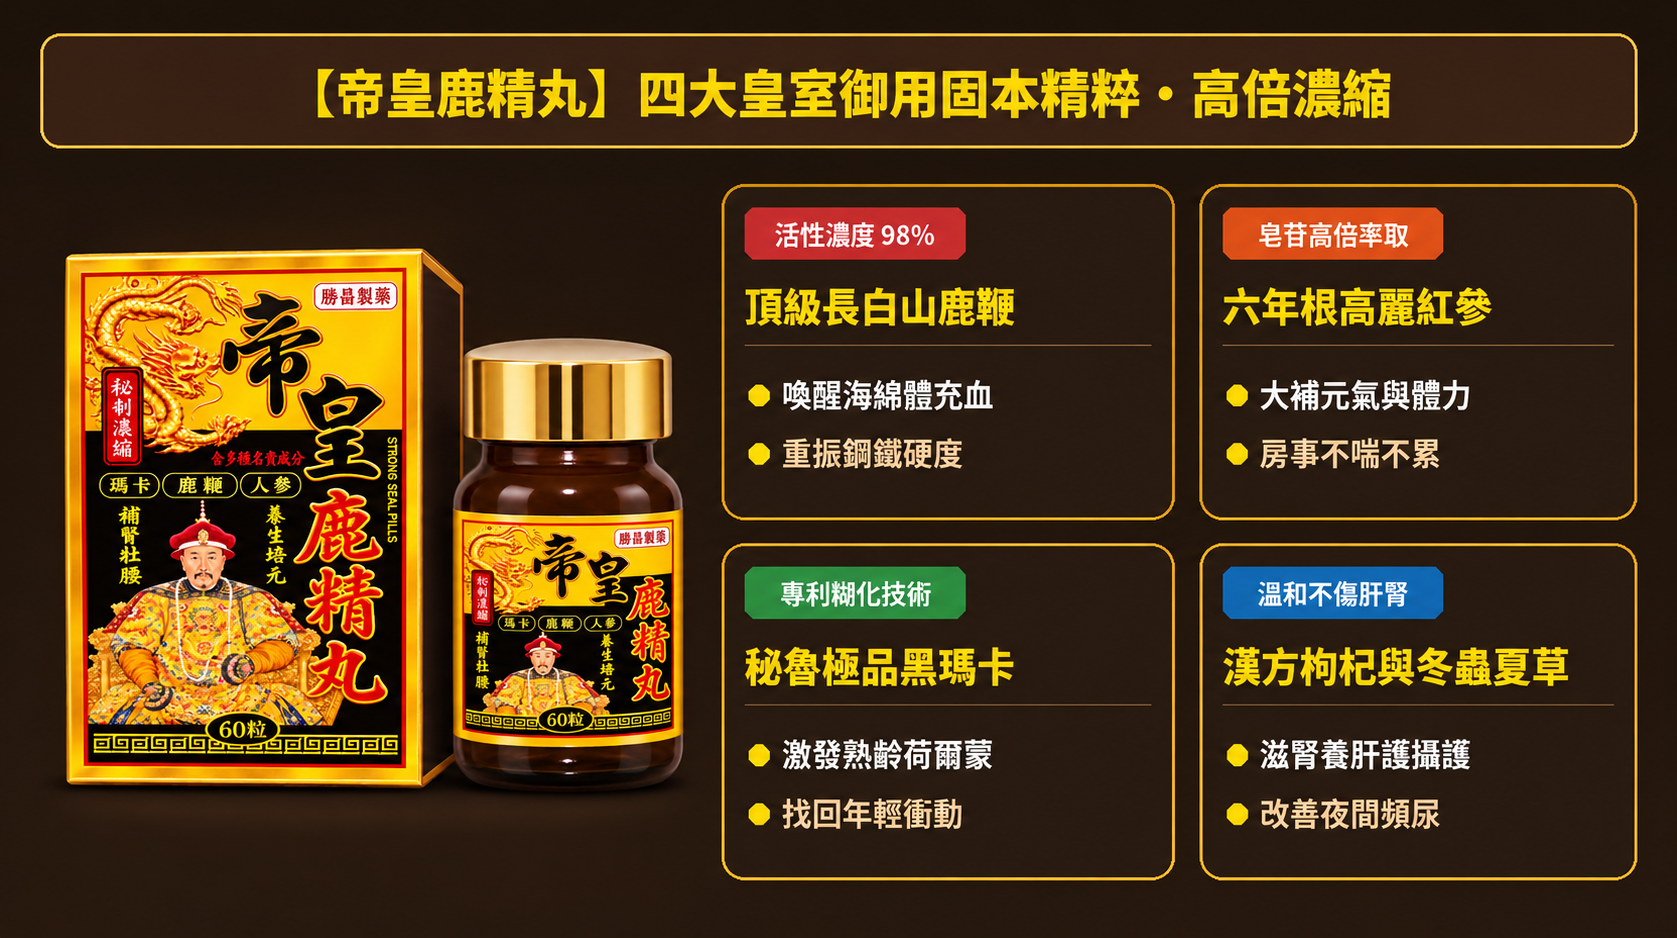 【帝皇鹿精丸】四大皇室御用固本精粹・高倍濃縮
勝昌製藥
帝皇
鹿精丸
秘制濃縮
含多種名貴成分
瑪卡 鹿鞭 人參
補腎壯腰
養生培元
STRONG SEAL PILLS
60粒
勝昌製藥
帝皇
鹿精丸
秘制濃縮
瑪卡 鹿鞭 人參
補腎壯腰
養生培元
60粒
活性濃度 98%
頂級長白山鹿鞭
喚醒海綿體充血
重振鋼鐵硬度
皂苷高倍率取
六年根高麗紅參
大補元氣與體力
房事不喘不累
專利糊化技術
秘魯極品黑瑪卡
激發熟齡荷爾蒙
找回年輕衝動
溫和不傷肝腎
漢方枸杞與冬蟲夏草
滋腎養肝護攝護
改善夜間頻尿